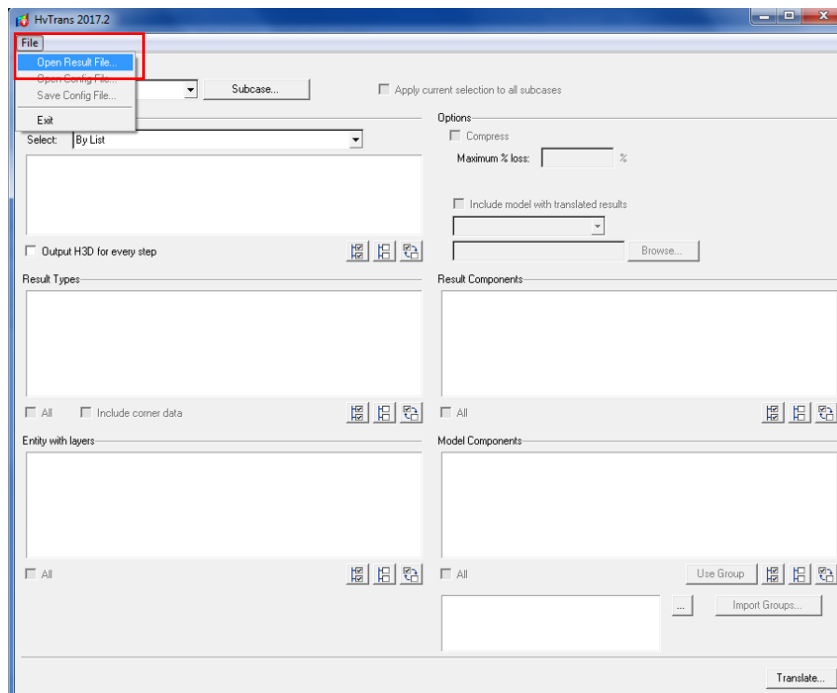 HvTrans 2017.2
File
Open Result File...
Open Config File...
Save Config File...
Exit
Subcase...
Apply current selection to all subcases
Select: By List
Output H3D for every step
Options
Compress
Maximum % loss: %
Include model with translated results
Browse...
Result Types
All Include corner data
Result Components
All
Entity with layers
All
Model Components
All Use Group
... Import Groups...
Translate...